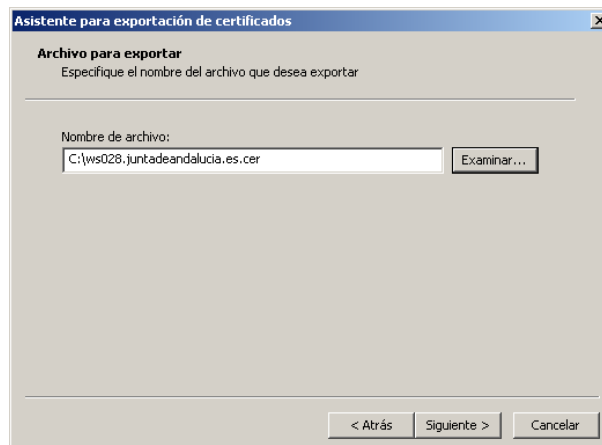 Asistente para exportación de certificados
Archivo para exportar
Especifique el nombre del archivo que desea exportar
Nombre de archivo:
C:\ws028.juntadeandalucia.es.cer
Examinar...
< Atrás
Siguiente >
Cancelar